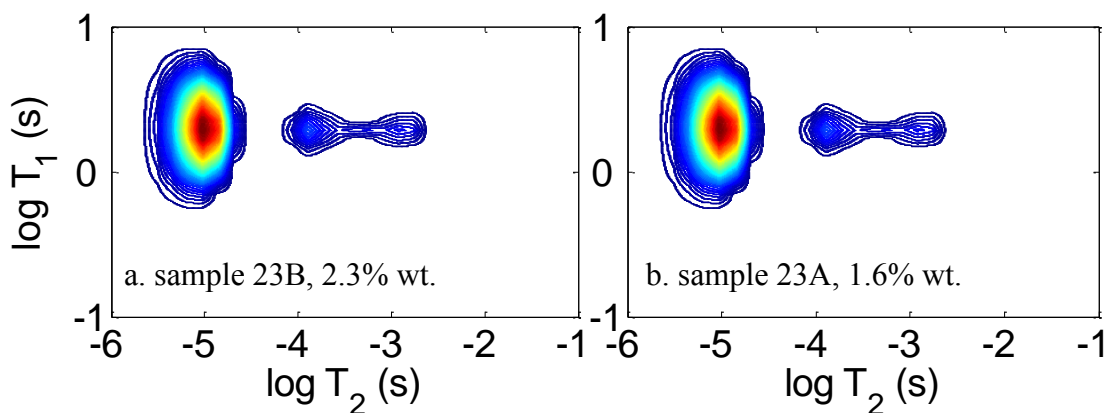 1
0
-1
log T1 (s)
a. sample 23B, 2.3% wt.
-6 -5 -4 -3 -2 -1
log T2 (s)
1
0
-1
b. sample 23A, 1.6% wt.
-6 -5 -4 -3 -2 -1
log T2 (s)